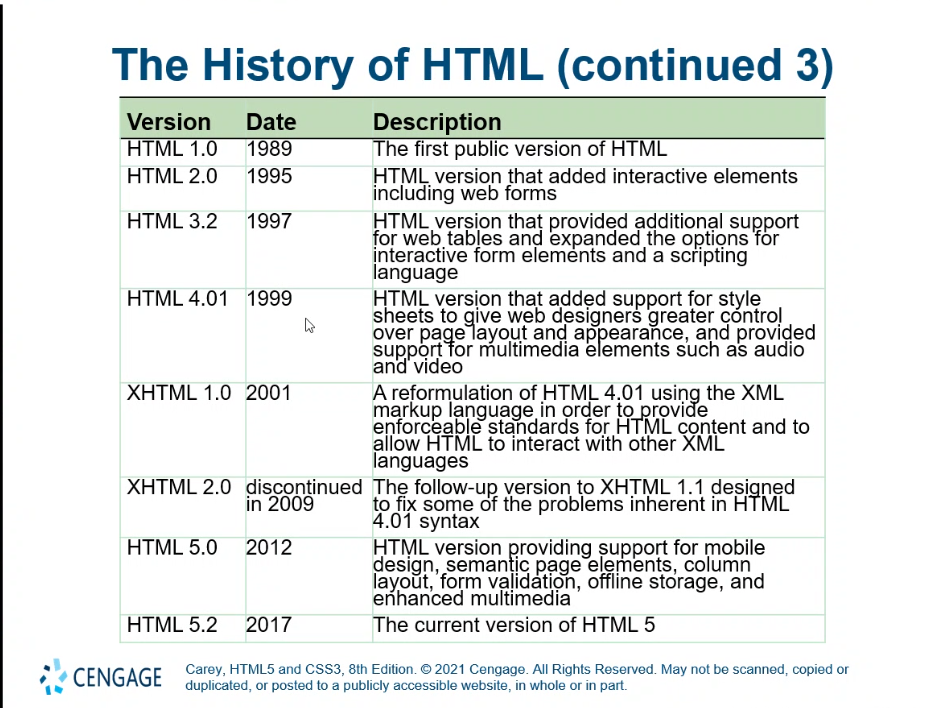 The History of HTML (continued 3)
Version Date Description
HTML 1.0 1989 The first public version of HTML
HTML 2.0 1995 HTML version that added interactive elements
including web forms
HTML 3.2 1997 HTML version that provided additional support
for web tables and expanded the options for
interactive form elements and a scripting
language
HTML 4.01 1999 HTML version that added support for style
sheets to give web designers greater control
over page layout and appearance, and provided
support for multimedia elements such as audio
and video
XHTML 1.0 2001 A reformulation of HTML 4.01 using the XML
markup language in order to provide
enforceable standards for HTML content and to
allow HTML to interact with other XML
languages
XHTML 2.0 discontinued The follow-up version to XHTML 1.1 designed
in 2009 to fix some of the problems inherent in HTML
4.01 syntax
HTML 5.0 2012 HTML version providing support for mobile
design, semantic page elements, column
layout, form validation, offline storage, and
enhanced multimedia
HTML 5.2 2017 The current version of HTML 5
CENGAGE
Carey, HTML5 and CSS3, 8th Edition. © 2021 Cengage. All Rights Reserved. May not be scanned, copied or
duplicated, or posted to a publicly accessible website, in whole or in part.